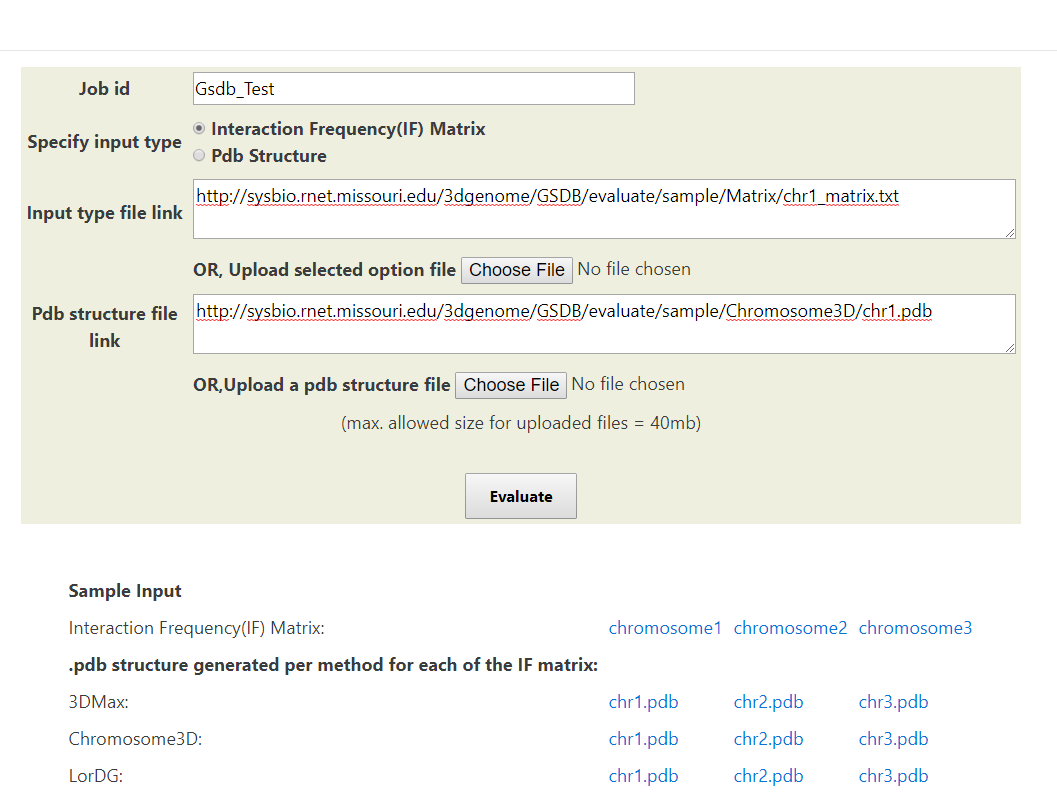 Job id Gsdb_Test
Specify input type
Interaction Frequency(IF) Matrix
Pdb Structure
Input type file link http://sysbio.rnet.missouri.edu/3dgenome/GSDB/evaluate/sample/Matrix/chr1_matrix.txt
OR, Upload selected option file Choose File No file chosen
Pdb structure file
link
http://sysbio.rnet.missouri.edu/3dgenome/GSDB/evaluate/sample/Chromosome3D/chr1.pdb
OR,Upload a pdb structure file Choose File No file chosen
(max. allowed size for uploaded files = 40mb)
Evaluate
Sample Input
Interaction Frequency(IF) Matrix: chromosome1 chromosome2 chromosome3
.pdb structure generated per method for each of the IF matrix:
3DMax: chr1.pdb chr2.pdb chr3.pdb
Chromosome3D: chr1.pdb chr2.pdb chr3.pdb
LorDG: chr1.pdb chr2.pdb chr3.pdb